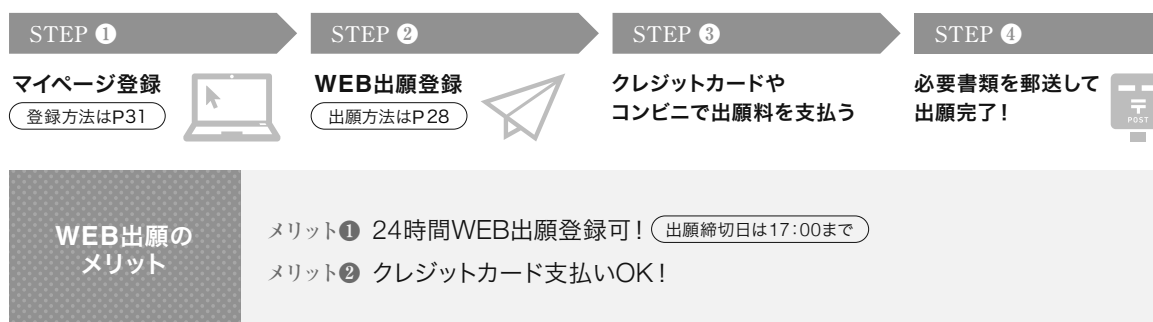 STEP ❶
マイページ登録
登録方法はP31
STEP ❷
WEB出願登録
出願方法はP28
STEP ❸
クレジットカードや
コンビニで出願料を支払う
STEP ❹
必要書類を郵送して
出願完了！
POST
WEB出願の
メリット
メリット❶ 24時間WEB出願登録可！ 出願締切日は17：00まで
メリット❷ クレジットカード支払いOK！